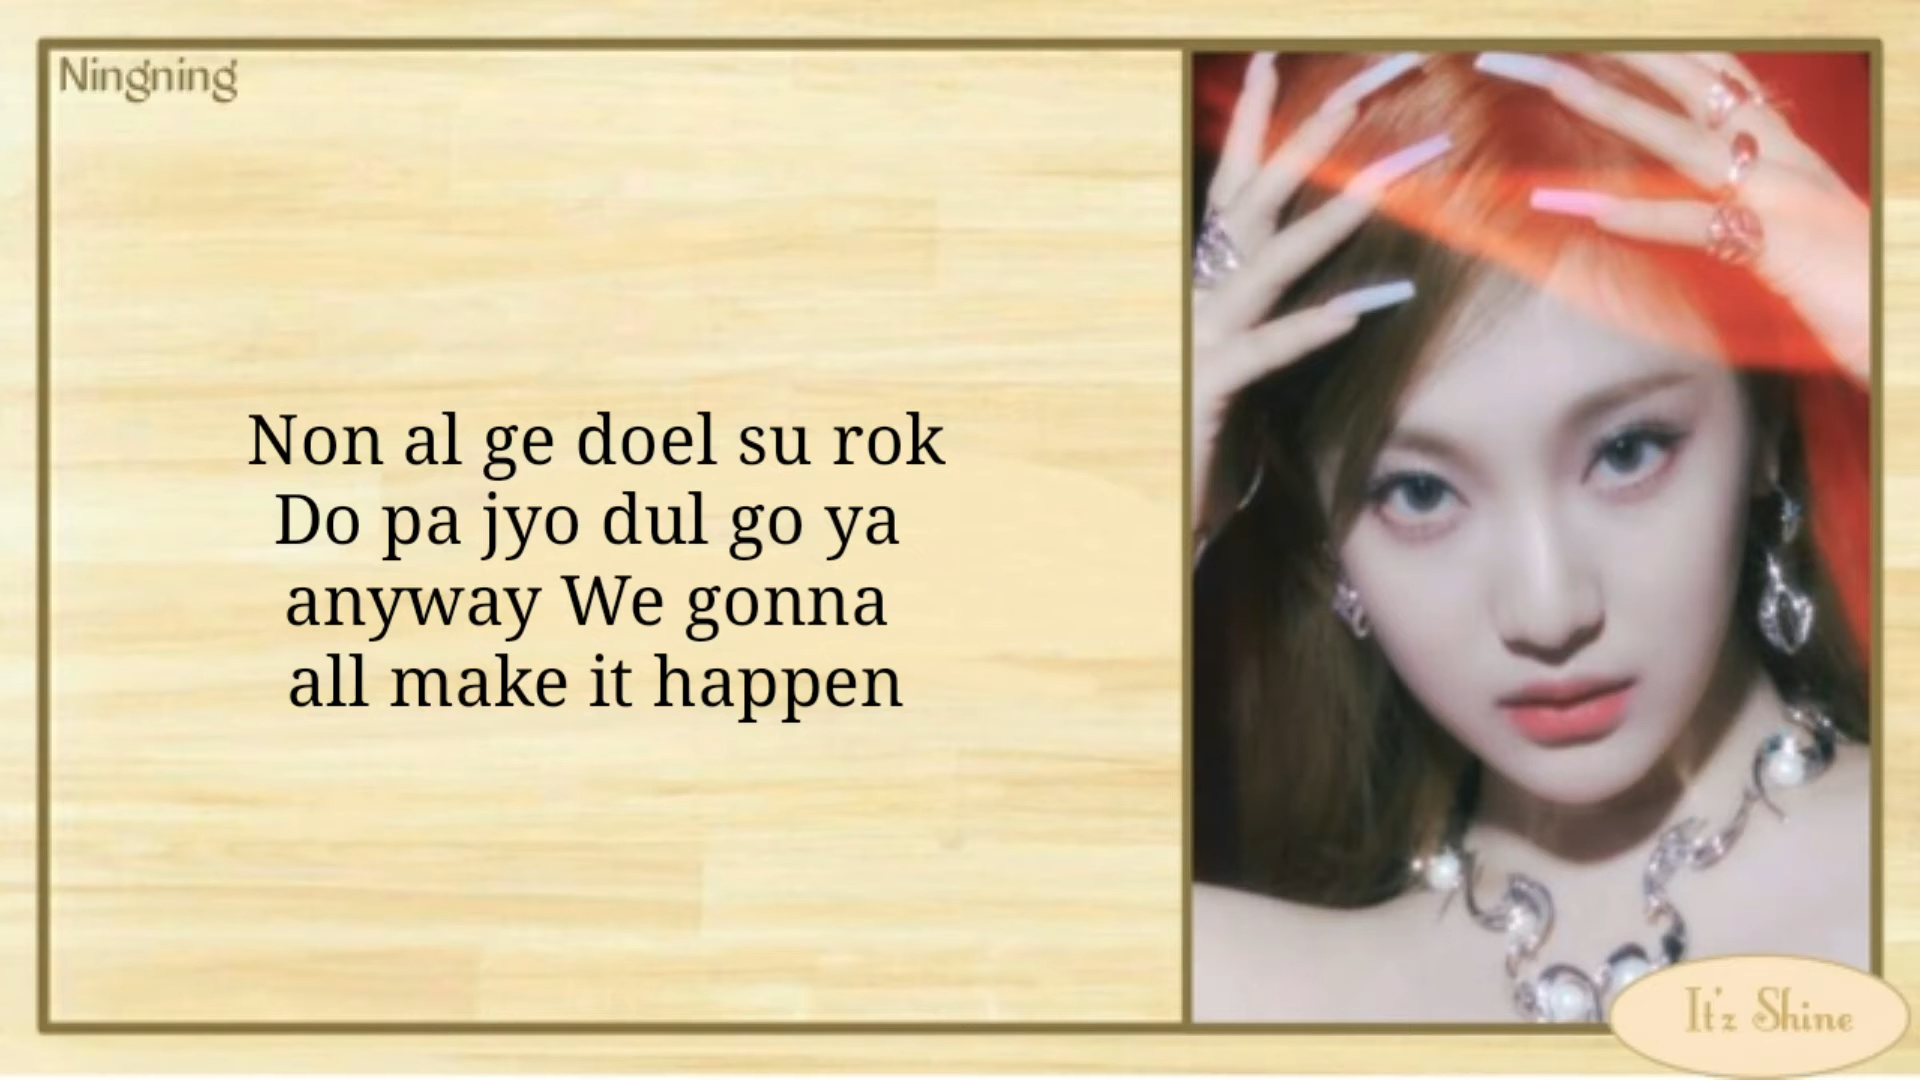 Ningning
Non al ge doel su rok
Do pa jyo dul go ya
anyway We gonna
all make it happen
It'z Shine